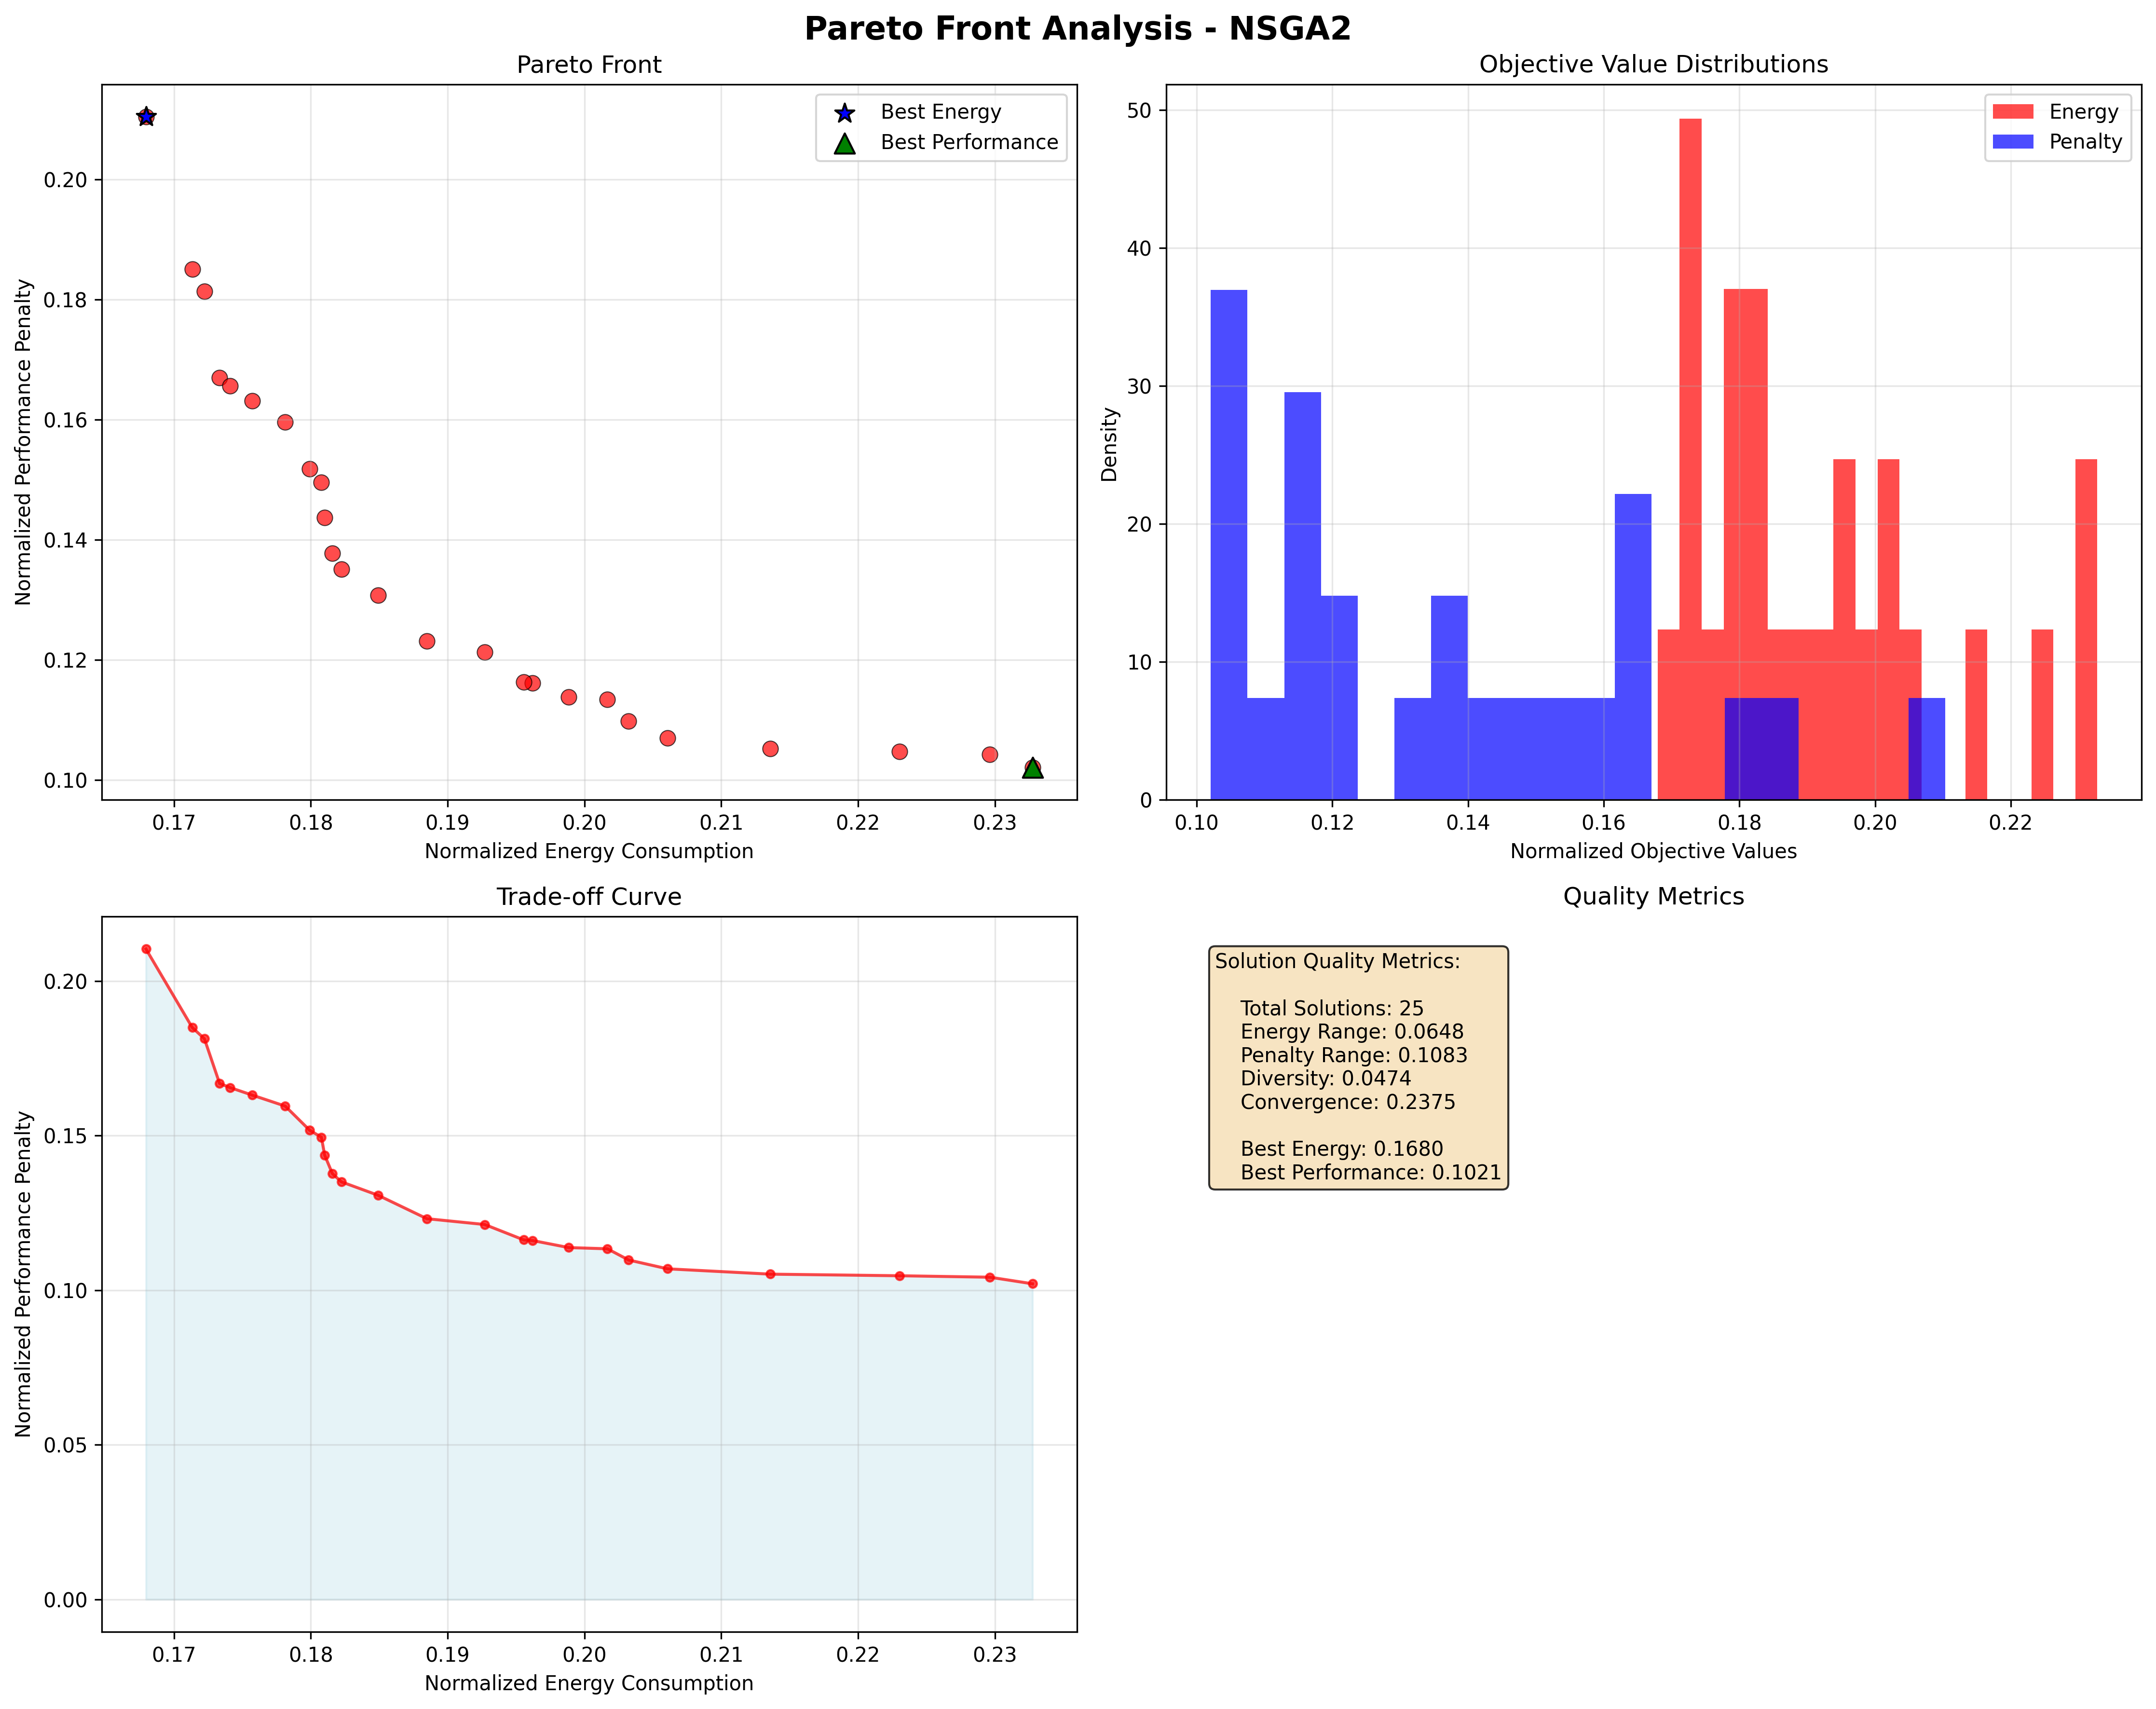 Pareto Front Analysis - NSGA2
Pareto Front
Best Energy
Best Performance
0.20
0.18
0.16
0.14
0.12
0.10
Normalized Performance Penalty
0.17
0.18
0.19
0.20
0.21
0.22
0.23
Normalized Energy Consumption
Objective Value Distributions
Energy
Penalty
50
40
30
20
10
0
Density
0.10
0.12
0.14
0.16
0.18
0.20
0.22
Normalized Objective Values
Trade-off Curve
0.20
0.15
0.10
0.05
0.00
Normalized Performance Penalty
0.17
0.18
0.19
0.20
0.21
0.22
0.23
Normalized Energy Consumption
Quality Metrics
Solution Quality Metrics:
Total Solutions: 25
Energy Range: 0.0648
Penalty Range: 0.1083
Diversity: 0.0474
Convergence: 0.2375
Best Energy: 0.1680
Best Performance: 0.1021